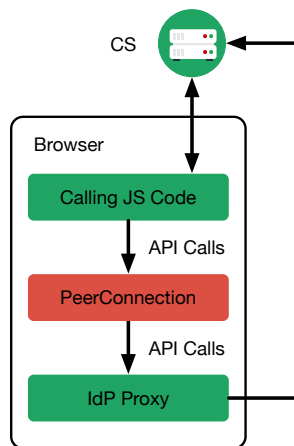 CS
Browser
Calling JS Code
API Calls
PeerConnection
API Calls
IdP Proxy